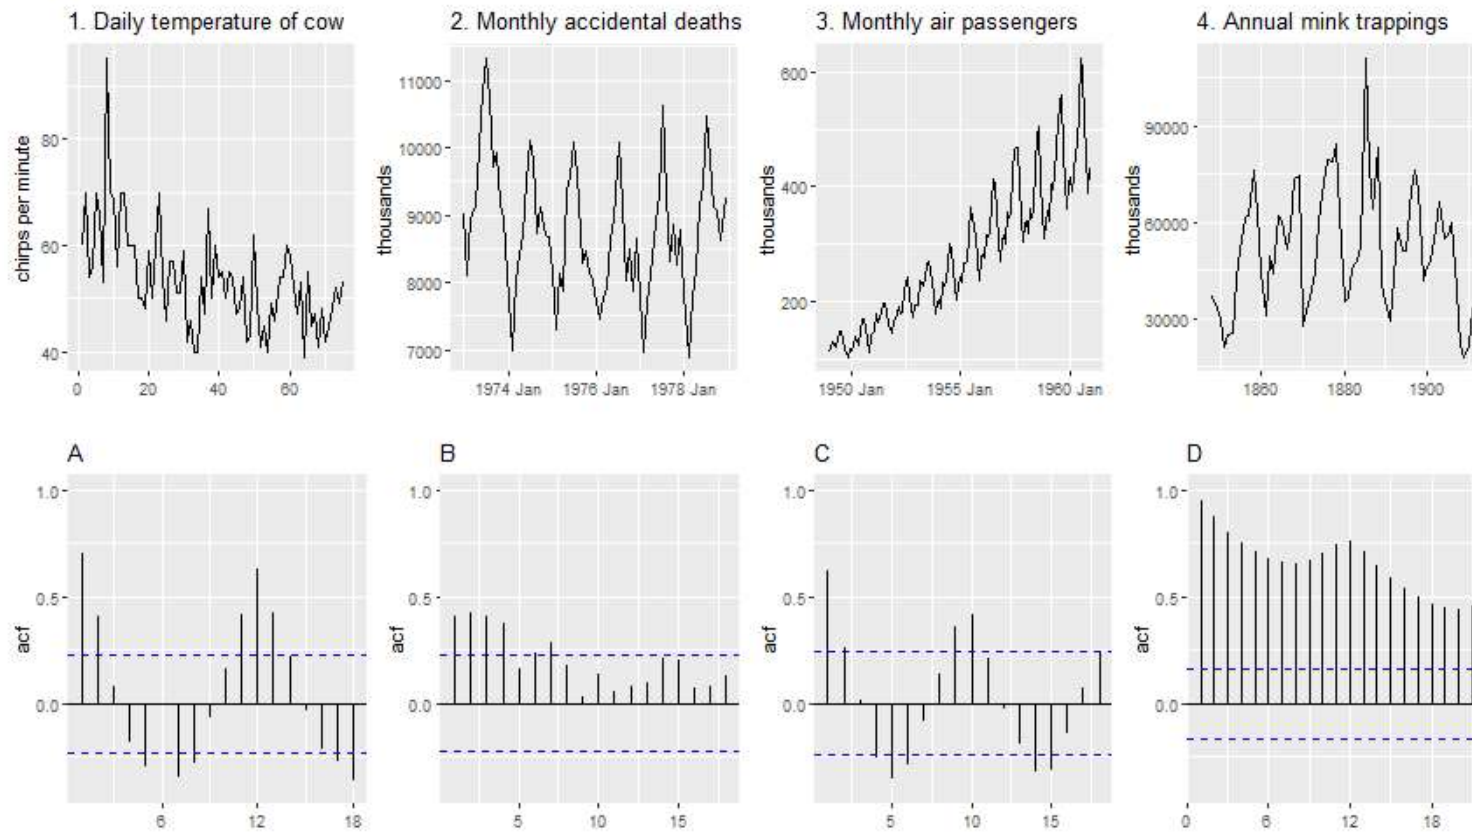 1. Daily temperature of cow
2. Monthly accidental deaths
3. Monthly air passengers
4. Annual mink trappings
chirps per minute
80
60
40
0
20
40
60
thousands
11000
10000
9000
8000
7000
1974 Jan
1976 Jan
1978 Jan
thousands
600
400
200
1950 Jan
1955 Jan
1960 Jan
thousands
90000
60000
30000
1860
1880
1900
A
B
C
D
acf
1.0
0.5
0.0
6
12
18
acf
1.0
0.5
0.0
5
10
15
acf
1.0
0.5
0.0
5
10
15
acf
1.0
0.5
0.0
0
6
12
18